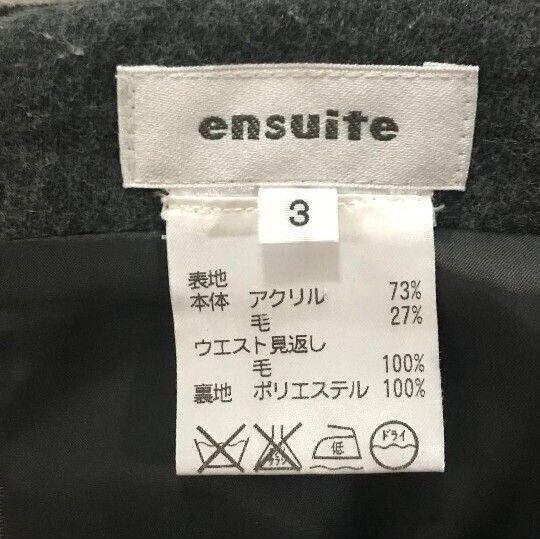 ensuite
3
表地
本体 アクリル 73%
毛 27%
ウエスト見返し
毛 100%
裏地 ポリエステル 100%
低 ドライ